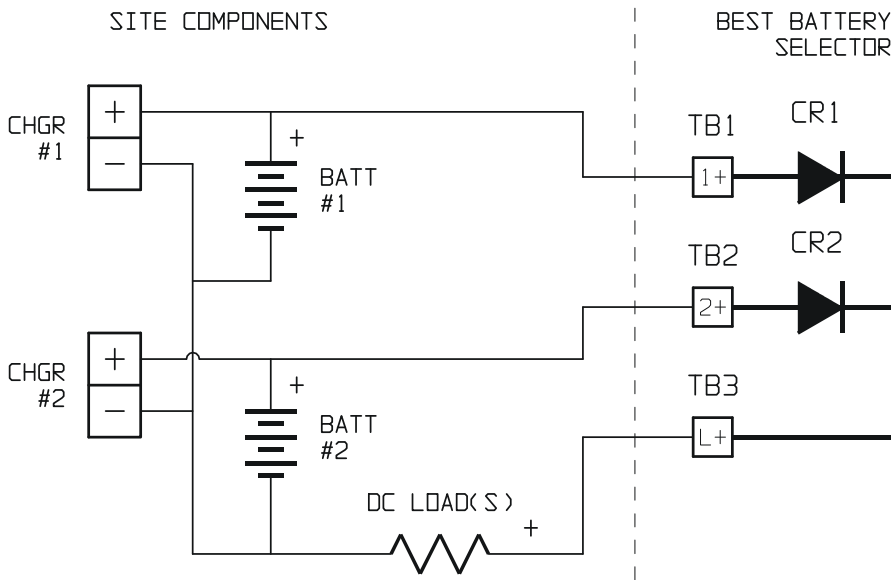 SITE COMPONENTS
BEST BATTERY
SELECTOR
CHGR
#1
+
−
+
BATT
#1
TB1
1+
CR1
TB2
2+
CR2
CHGR
#2
+
−
+
BATT
#2
TB3
L+
DC LOAD(S)
+